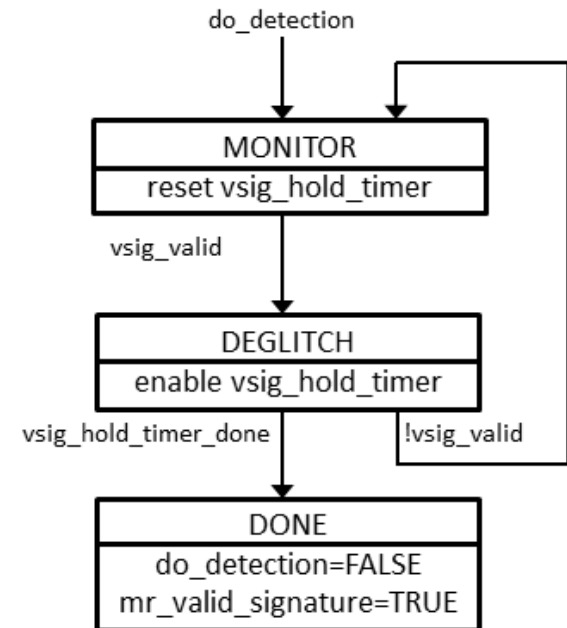 do_detection
MONITOR
reset vsig_hold_timer
vsig_valid
DEGLITCH
enable vsig_hold_timer
vsig_hold_timer_done
!vsig_valid
DONE
do_detection=FALSE
mr_valid_signature=TRUE